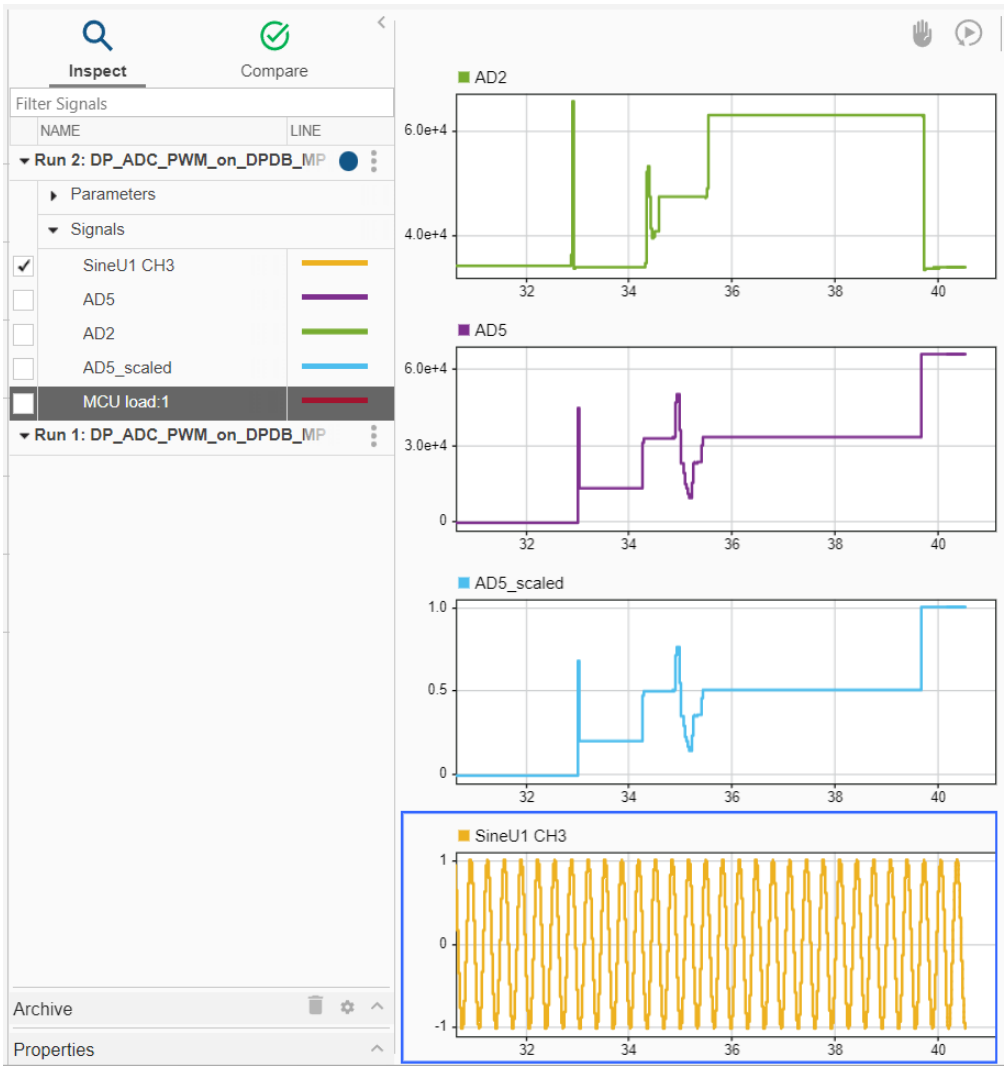 Inspect Compare
Filter Signals
NAME LINE
Run 2: DP_ADC_PWM_on_DPDB_MP
Parameters
Signals
SineU1 CH3
AD5
AD2
AD5_scaled
MCU load:1
Run 1: DP_ADC_PWM_on_DPDB_MP
Archive
Properties
AD2
6.0e+4
4.0e+4
32 34 36 38 40
AD5
6.0e+4
3.0e+4
0
32 34 36 38 40
AD5_scaled
1.0
0.5
0
32 34 36 38 40
SineU1 CH3
1
0
-1
32 34 36 38 40